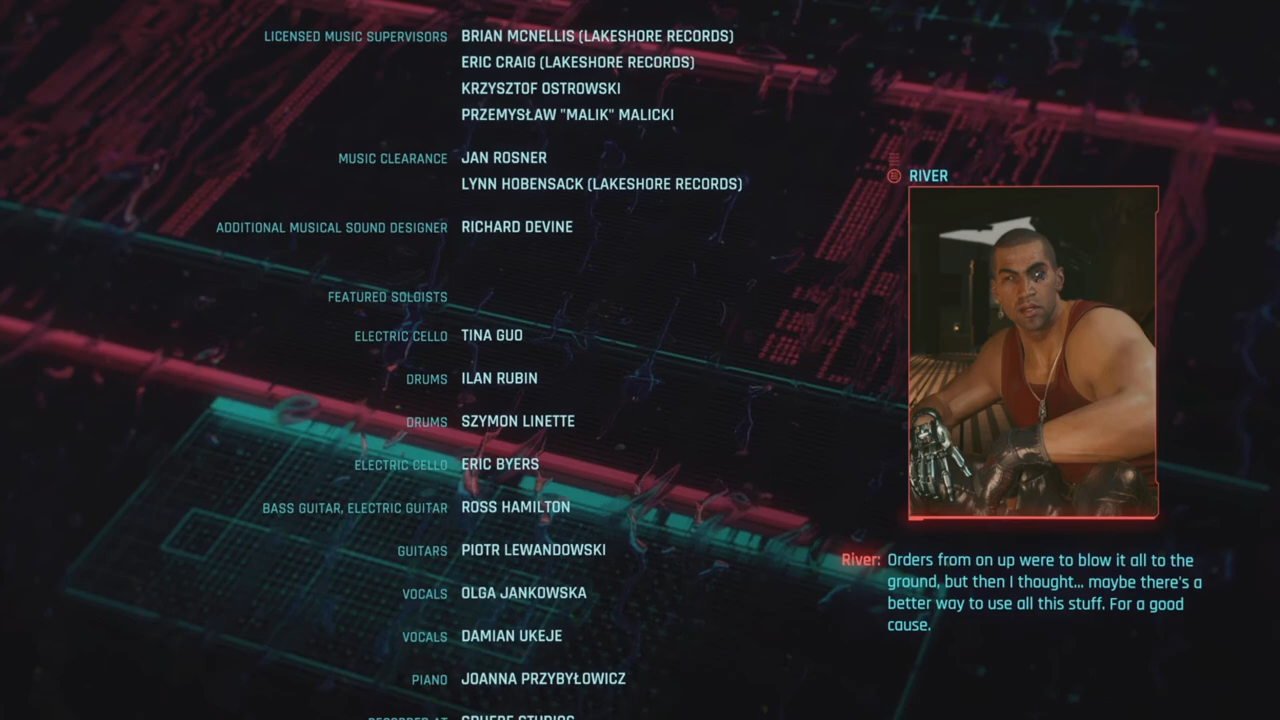 LICENSED MUSIC SUPERVISORS BRIAN MCNELLIS (LAKESHORE RECORDS)
ERIC CRAIG (LAKESHORE RECORDS)
KRZYSZTOF OSTROWSKI
PRZEMYSŁAW "MALIK" MALICKI
MUSIC CLEARANCE JAN ROSNER
LYNN HOBENSACK (LAKESHORE RECORDS)
ADDITIONAL MUSICAL SOUND DESIGNER RICHARD DEVINE
FEATURED SOLOISTS
ELECTRIC CELLO TINA GUO
DRUMS ILAN RUBIN
DRUMS SZYMON LINETTE
ELECTRIC CELLO ERIC BYERS
BASS GUITAR, ELECTRIC GUITAR ROSS HAMILTON
GUITARS PIOTR LEWANDOWSKI
VOCALS OLGA JANKOWSKA
VOCALS DAMIAN UKEJE
PIANO JOANNA PRZYBYŁOWICZ
RECORDED AT SPHERE STUDIOS
RIVER
River: Orders from on up were to blow it all to the
ground, but then I thought... maybe there's a
better way to use all this stuff. For a good
cause.